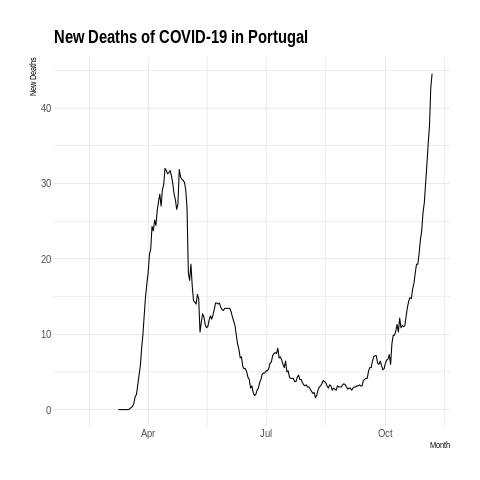 New Deaths of COVID-19 in Portugal
New Deaths
40
30
20
10
0
Apr
Jul
Oct
Month